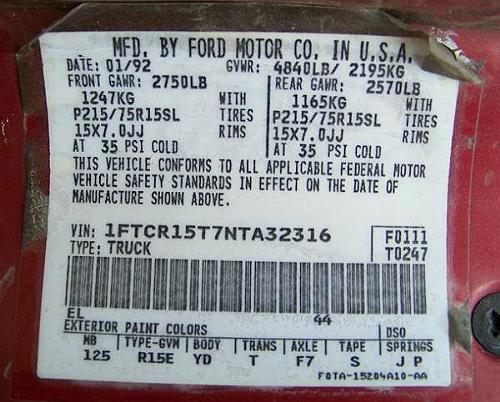 MFD. BY FORD MOTOR CO. IN U.S.A.
DATE: 01/92 GVWR: 4840LB/ 2195KG
FRONT GAWR: 2750LB REAR GAWR: 2570LB
1247KG WITH 1165KG WITH
P215/75R15SL TIRES P215/75R15SL TIRES
15X7.0JJ RIMS 15X7.0JJ RIMS
AT 35 PSI COLD AT 35 PSI COLD
THIS VEHICLE CONFORMS TO ALL APPLICABLE FEDERAL MOTOR
VEHICLE SAFETY STANDARDS IN EFFECT ON THE DATE OF
MANUFACTURE SHOWN ABOVE.
VIN: 1FTCR15T7NTA32316 F0111
TYPE: TRUCK T0247
EL 44
EXTERIOR PAINT COLORS DSO
MB TYPE-GVM BODY TRANS AXLE TAPE SPRINGS
125 R15E YD T F7 S J P
F0TA-15204A10-AA